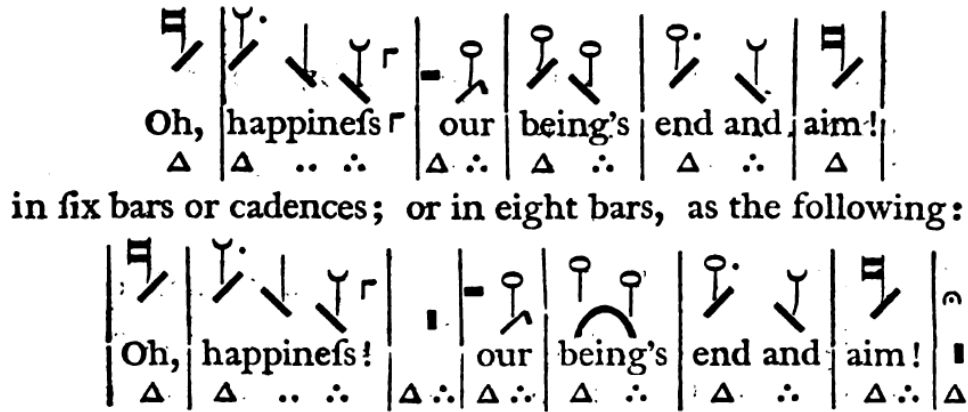 Oh, happineſs our being's end and aim!
in ſix bars or cadences; or in eight bars, as the following:
Oh, happineſs! our being's end and aim!